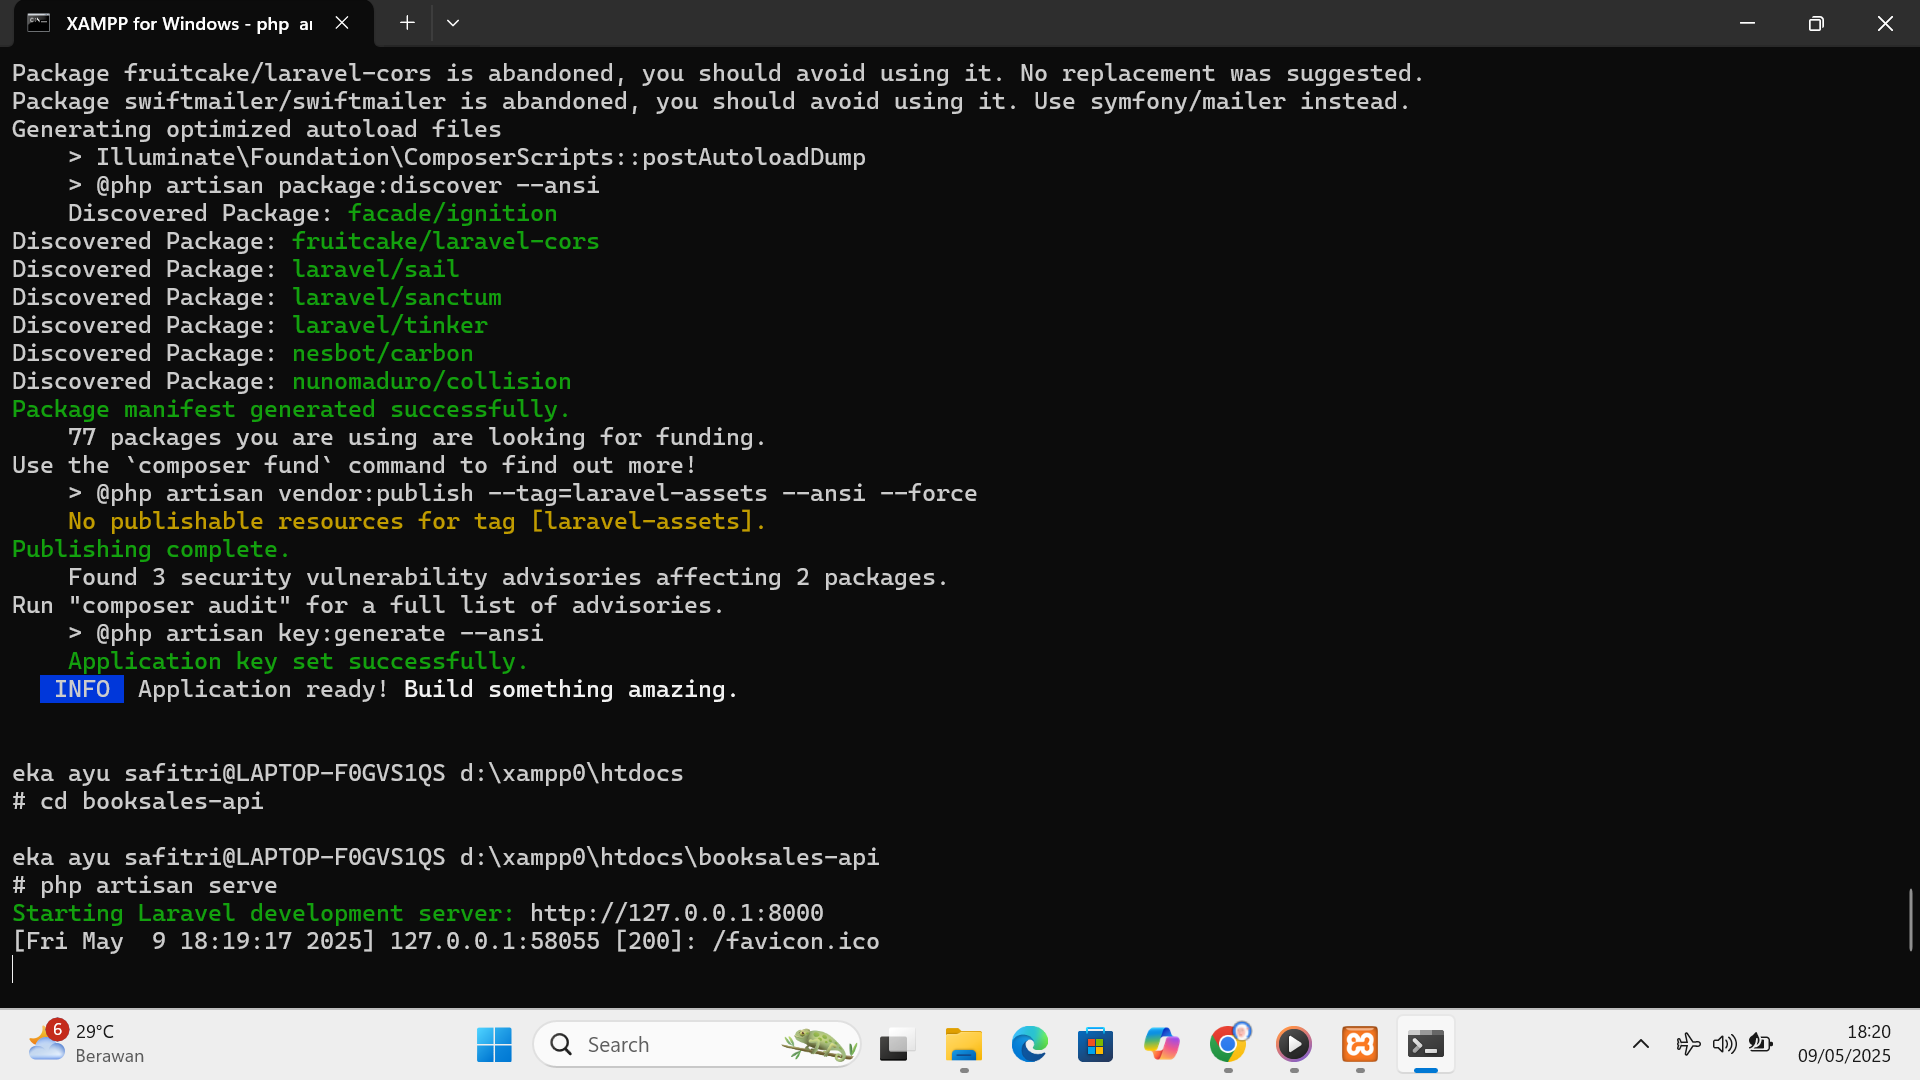 XAMPP for Windows - php ar
Package fruitcake/laravel-cors is abandoned, you should avoid using it. No replacement was suggested.
Package swiftmailer/swiftmailer is abandoned, you should avoid using it. Use symfony/mailer instead.
Generating optimized autoload files
> Illuminate\Foundation\ComposerScripts::postAutoloadDump
> @php artisan package:discover --ansi
Discovered Package: facade/ignition
Discovered Package: fruitcake/laravel-cors
Discovered Package: laravel/sail
Discovered Package: laravel/sanctum
Discovered Package: laravel/tinker
Discovered Package: nesbot/carbon
Discovered Package: nunomaduro/collision
Package manifest generated successfully.
77 packages you are using are looking for funding.
Use the `composer fund` command to find out more!
> @php artisan vendor:publish --tag=laravel-assets --ansi --force
No publishable resources for tag [laravel-assets].
Publishing complete.
Found 3 security vulnerability advisories affecting 2 packages.
Run "composer audit" for a full list of advisories.
> @php artisan key:generate --ansi
Application key set successfully.
INFO Application ready! Build something amazing.
eka ayu safitri@LAPTOP-F0GVS1QS d:\xampp0\htdocs
# cd booksales-api
eka ayu safitri@LAPTOP-F0GVS1QS d:\xampp0\htdocs\booksales-api
# php artisan serve
Starting Laravel development server: http://127.0.0.1:8000
[Fri May  9 18:19:17 2025] 127.0.0.1:58055 [200]: /favicon.ico
6
29°C
Berawan
Search
18:20
09/05/2025